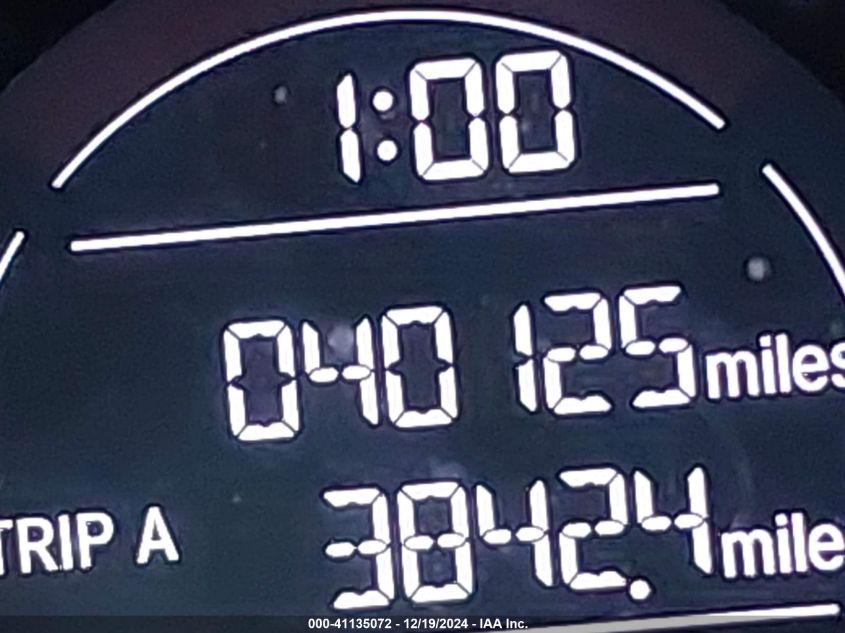 1:00
040125 miles
TRIP A 3842.4 mile
000-41135072 - 12/19/2024 - IAA Inc.